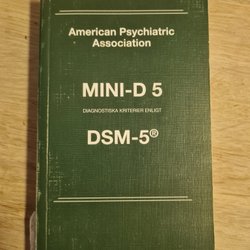 American Psychiatric
Association
MINI-D 5
DIAGNOSTISKA KRITERIER ENLIGT
DSM-5®